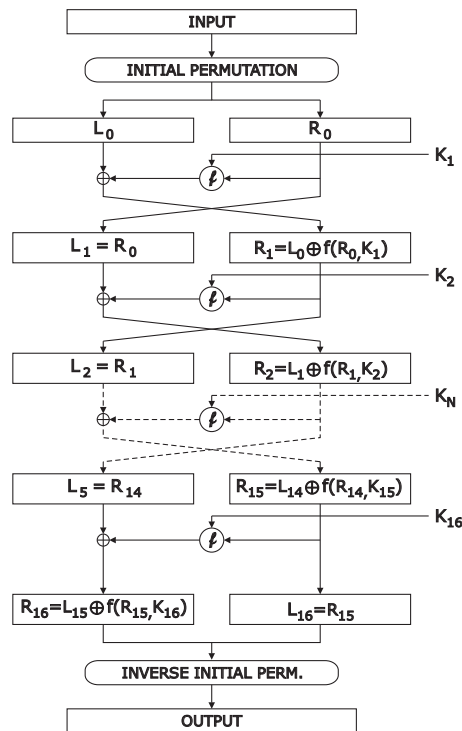 INPUT
INITIAL PERMUTATION
L₀
R₀
K₁
f
L₁ = R₀
R₁=L₀⊕f(R₀,K₁)
K₂
f
L₂ = R₁
R₂=L₁⊕f(R₁,K₂)
K_N
f
L₅ = R₁₄
R₁₅=L₁₄⊕f(R₁₄,K₁₅)
K₁₆
f
R₁₆=L₁₅⊕f(R₁₅,K₁₆)
L₁₆=R₁₅
INVERSE INITIAL PERM.
OUTPUT